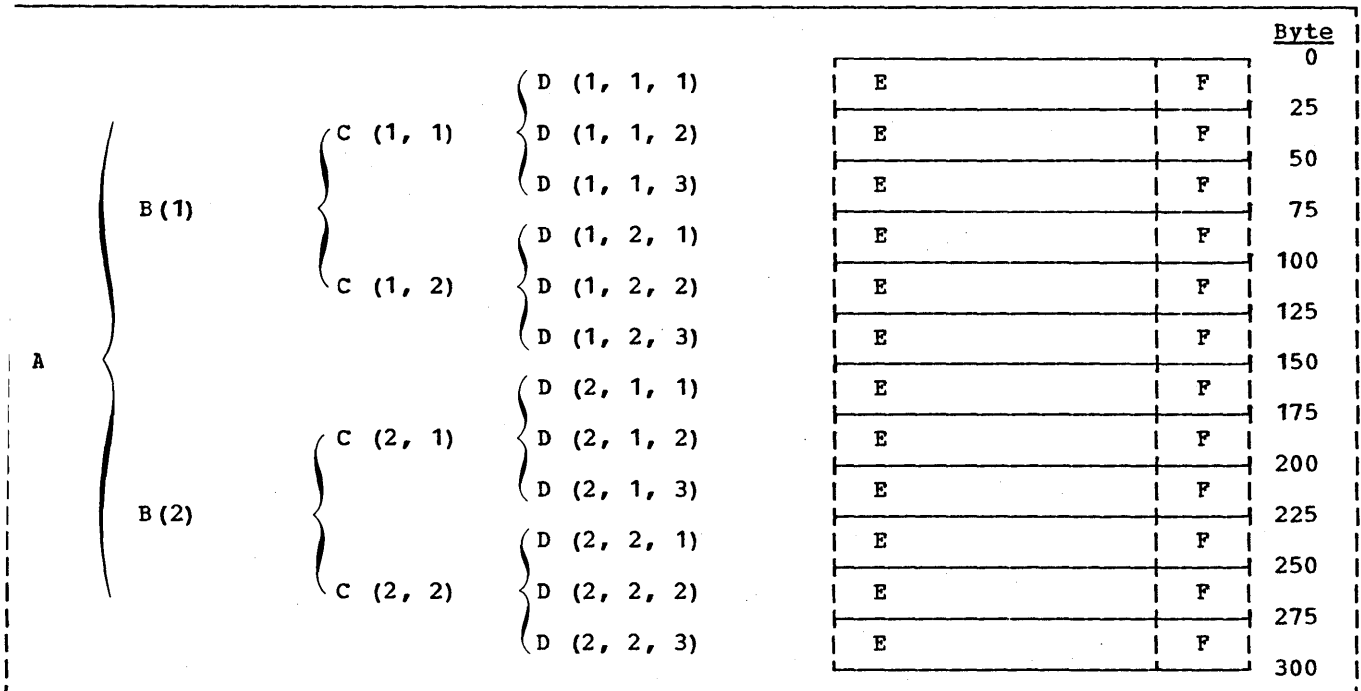 Byte
0
D (1, 1, 1) E F
25
C (1, 1) D (1, 1, 2) E F
50
D (1, 1, 3) E F
B(1) 75
D (1, 2, 1) E F
100
C (1, 2) D (1, 2, 2) E F
125
D (1, 2, 3) E F
A 150
D (2, 1, 1) E F
175
C (2, 1) D (2, 1, 2) E F
200
D (2, 1, 3) E F
B(2) 225
D (2, 2, 1) E F
250
C (2, 2) D (2, 2, 2) E F
275
D (2, 2, 3) E F
300